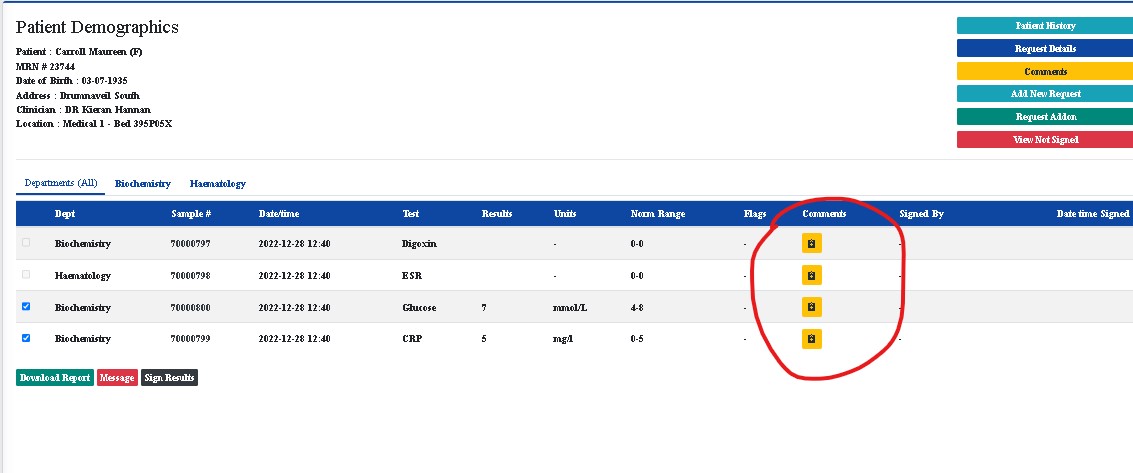 Patient Demographics
Patient : Carroll Maureen (F)
MRN # 23744
Date of Birth : 03-07-1935
Address : Drumnaveil South
Clinician : DR Kieran Hannan
Location : Medical 1 - Bed 395P05X
Patient History
Request Details
Comments
Add New Request
Request Addon
View Not Signed
Departments (All) Biochemistry Haematology
Dept Sample # Date/time Test Results Units Norm Range Flags Comments Signed By Date time Signed
Biochemistry 70000797 2022-12-28 12:40 Digoxin - 0-0 - -
Haematology 70000798 2022-12-28 12:40 ESR - 0-0 - -
Biochemistry 70000800 2022-12-28 12:40 Glucose 7 mmol/L 4-8 - -
Biochemistry 70000799 2022-12-28 12:40 CRP 5 mg/l 0-5 - -
Download Report Message Sign Results